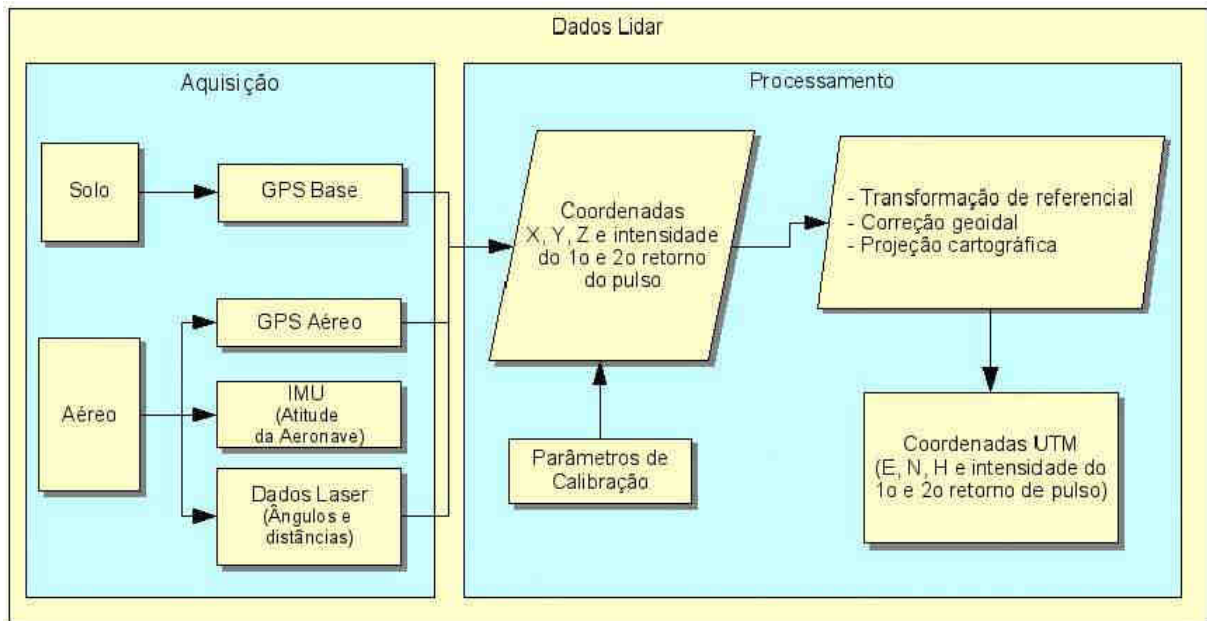 Dados Lidar
Aquisição
Solo
GPS Base
Aéreo
GPS Aéreo
IMU
(Atitude
da Aeronave)
Dados Laser
(Ângulos e
distâncias)
Processamento
Coordenadas
X, Y, Z e intensidade
do 1o e 2o retorno
do pulso
Parâmetros de
Calibração
- Transformação de referencial
- Correção geoidal
- Projeção cartográfica
Coordenadas UTM
(E, N, H e intensidade do
1o e 2o retorno de pulso)